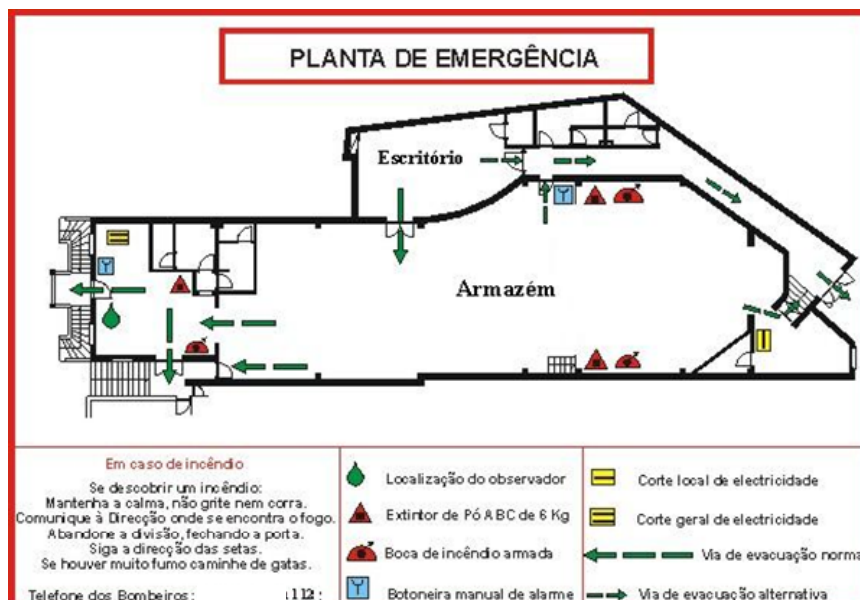 PLANTA DE EMERGÊNCIA
Escritório
Armazém
Em caso de incêndio
Se descobrir um incêndio:
Mantenha a calma, não grite nem corra.
Comunique à Direcção onde se encontra o fogo.
Abandone a divisão, fechando a porta.
Siga a direcção das setas.
Se houver muito fumo caminhe de gatas.
Telefone dos Bombeiros: 112
Localização do observador
Extintor de Pó ABC de 6 Kg
Boca de incêndio armada
Botoneira manual de alarme
Corte local de electricidade
Corte geral de electricidade
Via de evacuação norma
Via de evacuação alternativa